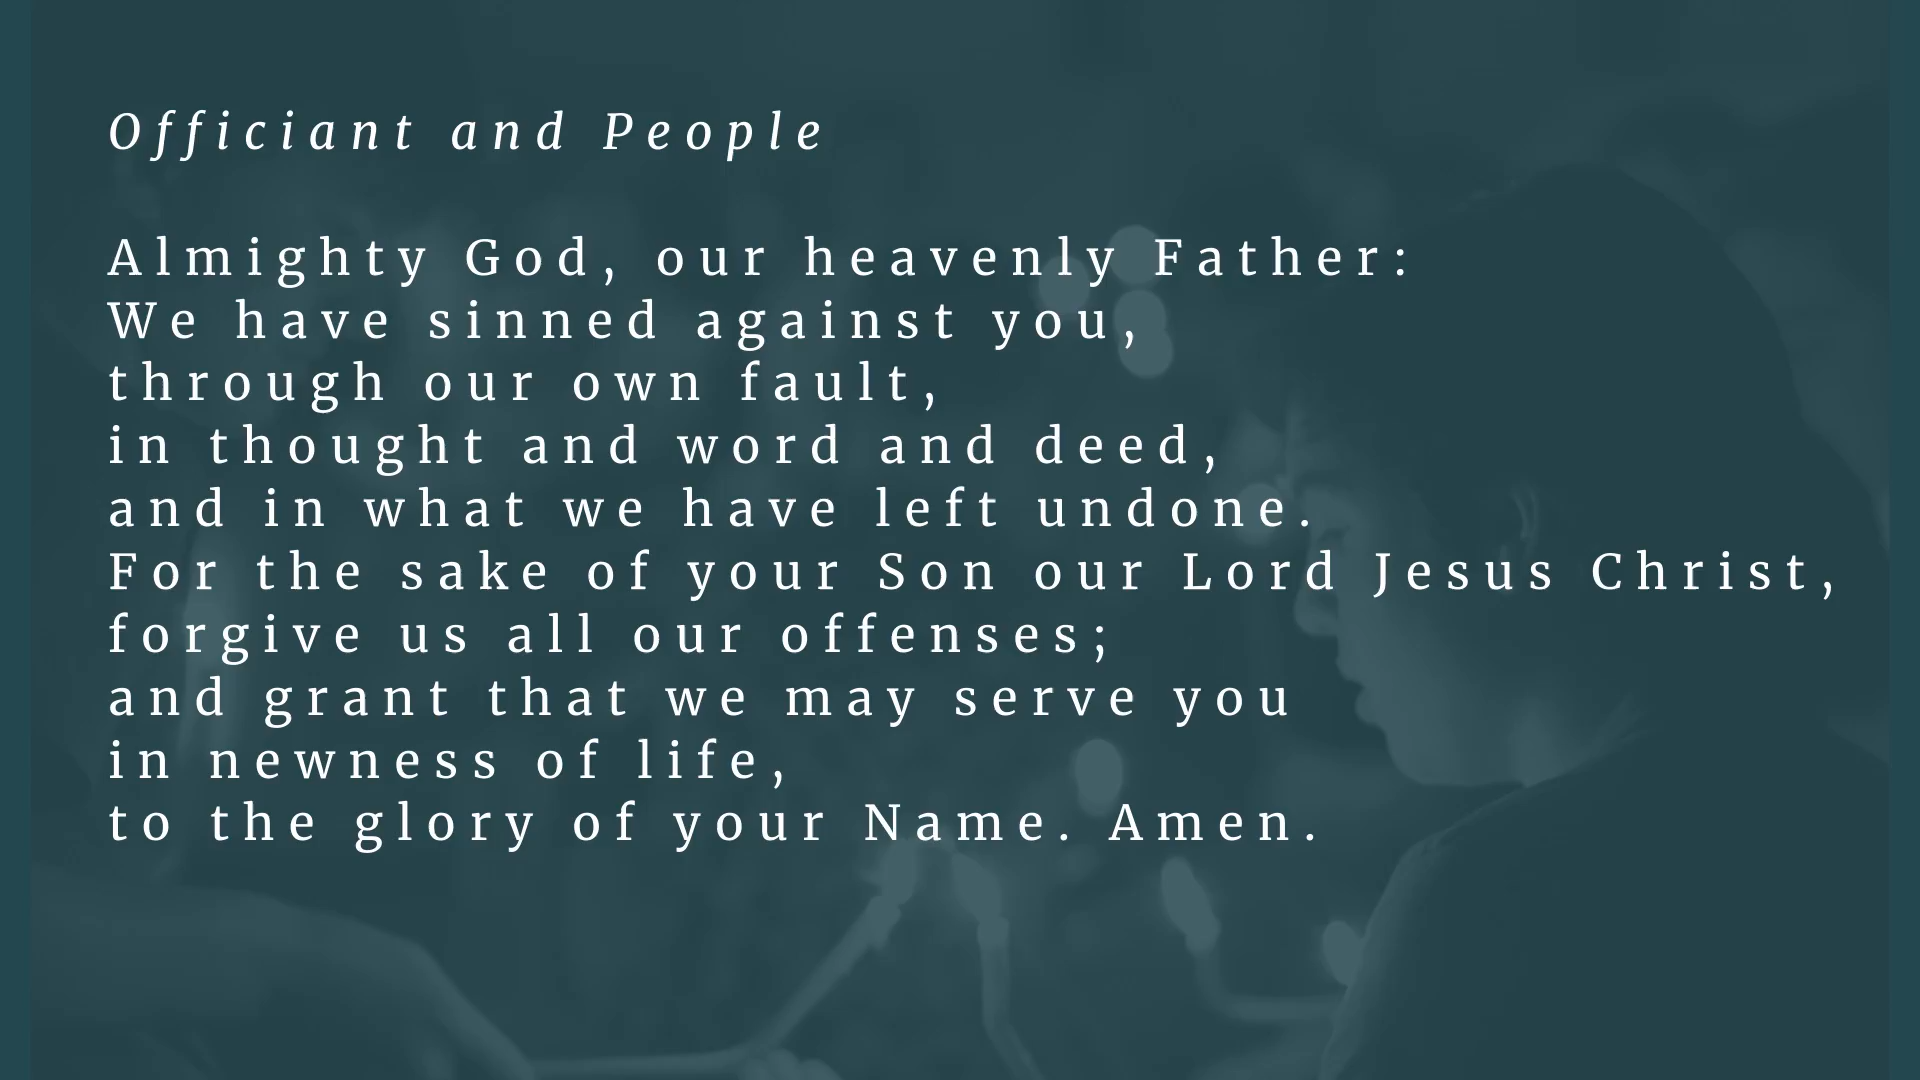 Officiant and People
Almighty God, our heavenly Father:
We have sinned against you,
through our own fault,
in thought and word and deed,
and in what we have left undone.
For the sake of your Son our Lord Jesus Christ,
forgive us all our offenses;
and grant that we may serve you
in newness of life,
to the glory of your Name. Amen.